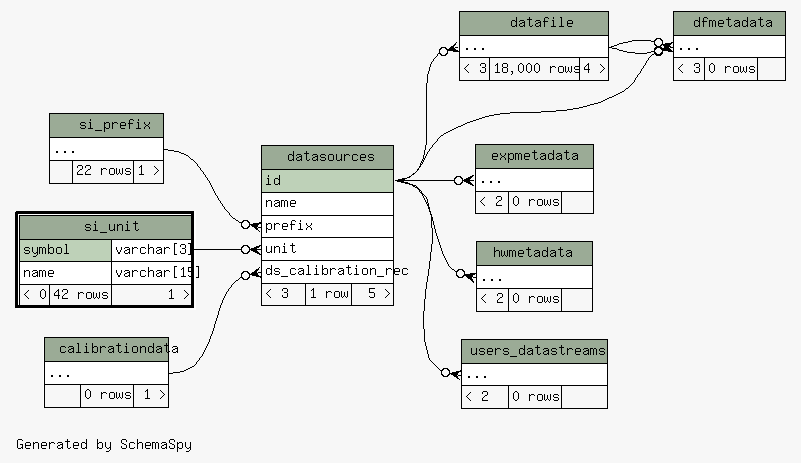 datafile
...
< 3 18,000 rows 4 >
dfmetadata
...
< 3 0 rows
si_prefix
...
22 rows 1 >
datasources
id
name
prefix
unit
ds_calibration_rec
< 3 1 row 5 >
expmetadata
...
< 2 0 rows
si_unit
symbol varchar[3]
name varchar[15]
< 0 42 rows 1 >
hwmetadata
...
< 2 0 rows
calibrationdata
...
0 rows 1 >
users_datastreams
...
< 2 0 rows
Generated by SchemaSpy